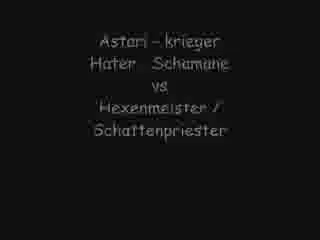 Astari - krieger
Hater - Schamane
vs
Hexenmeister /
Schattenpriester